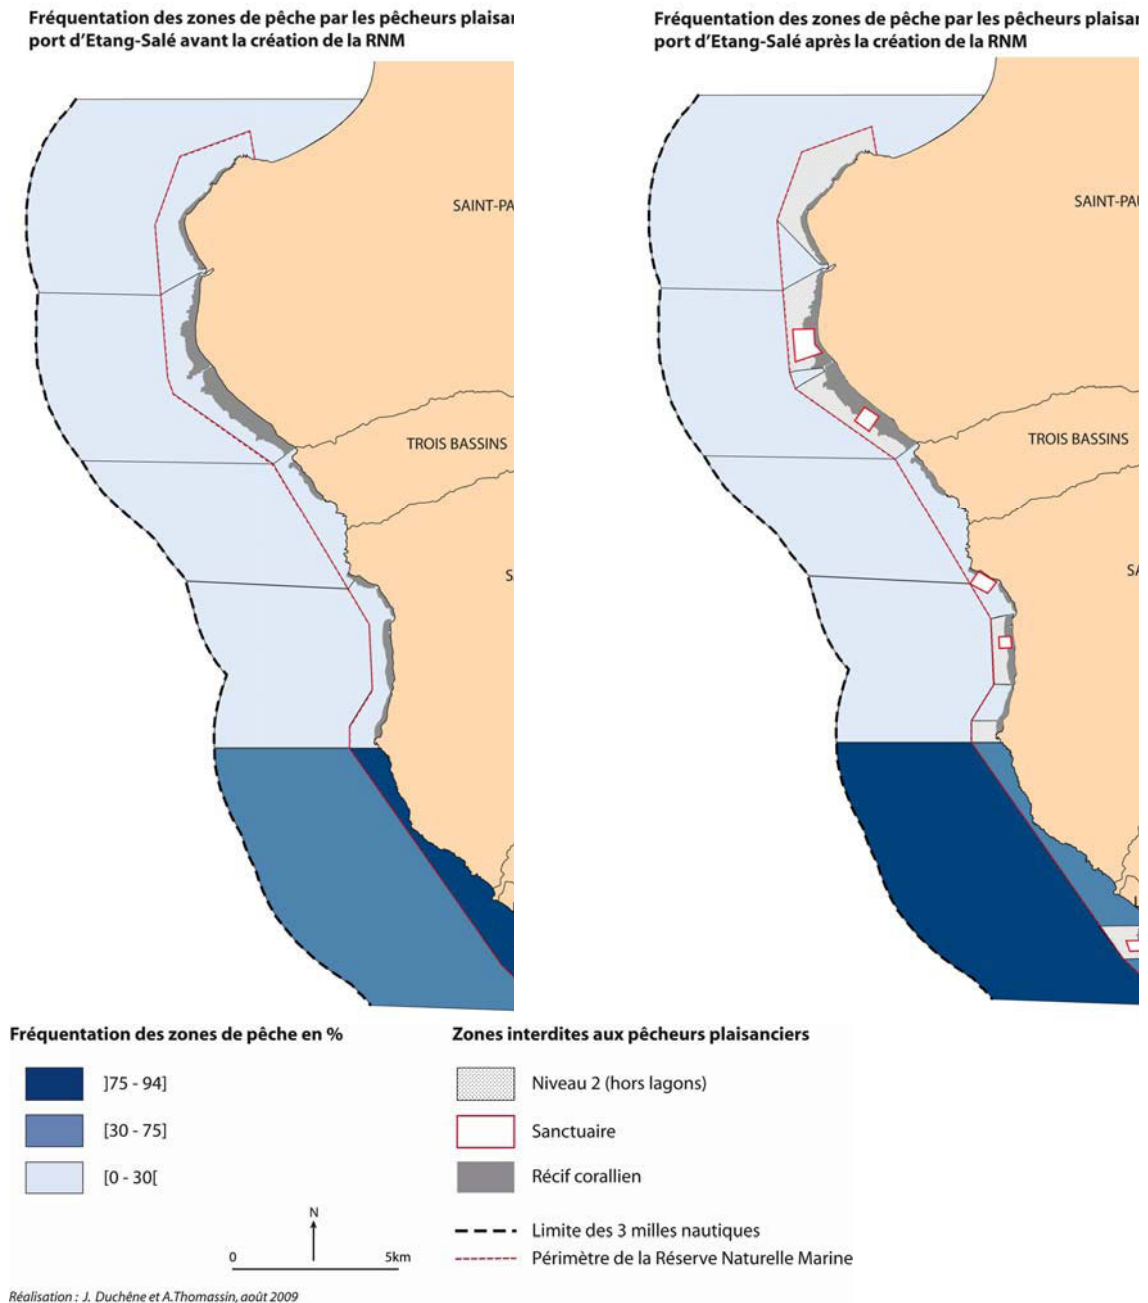 Fréquentation des zones de pêche par les pêcheurs
port d'Etang-Salé avant la création de la RNM
Fréquentation des zones de pêche par les pêcheurs
port d'Etang-Salé après la création de la RNM
SAINT-PA
SAINT-PAU
TROIS BASSINS
TROIS BASSINS
SA
Fréquentation des zones de pêche en %
]75 - 94]
[30 - 75]
[0 - 30[
N
0 5km
Zones interdites aux pêcheurs plaisanciers
Niveau 2 (hors lagons)
Sanctuaire
Récif corallien
Limite des 3 milles nautiques
Périmètre de la Réserve Naturelle Marine
Réalisation : J. Duchêne et A.Thomassin, août 2009